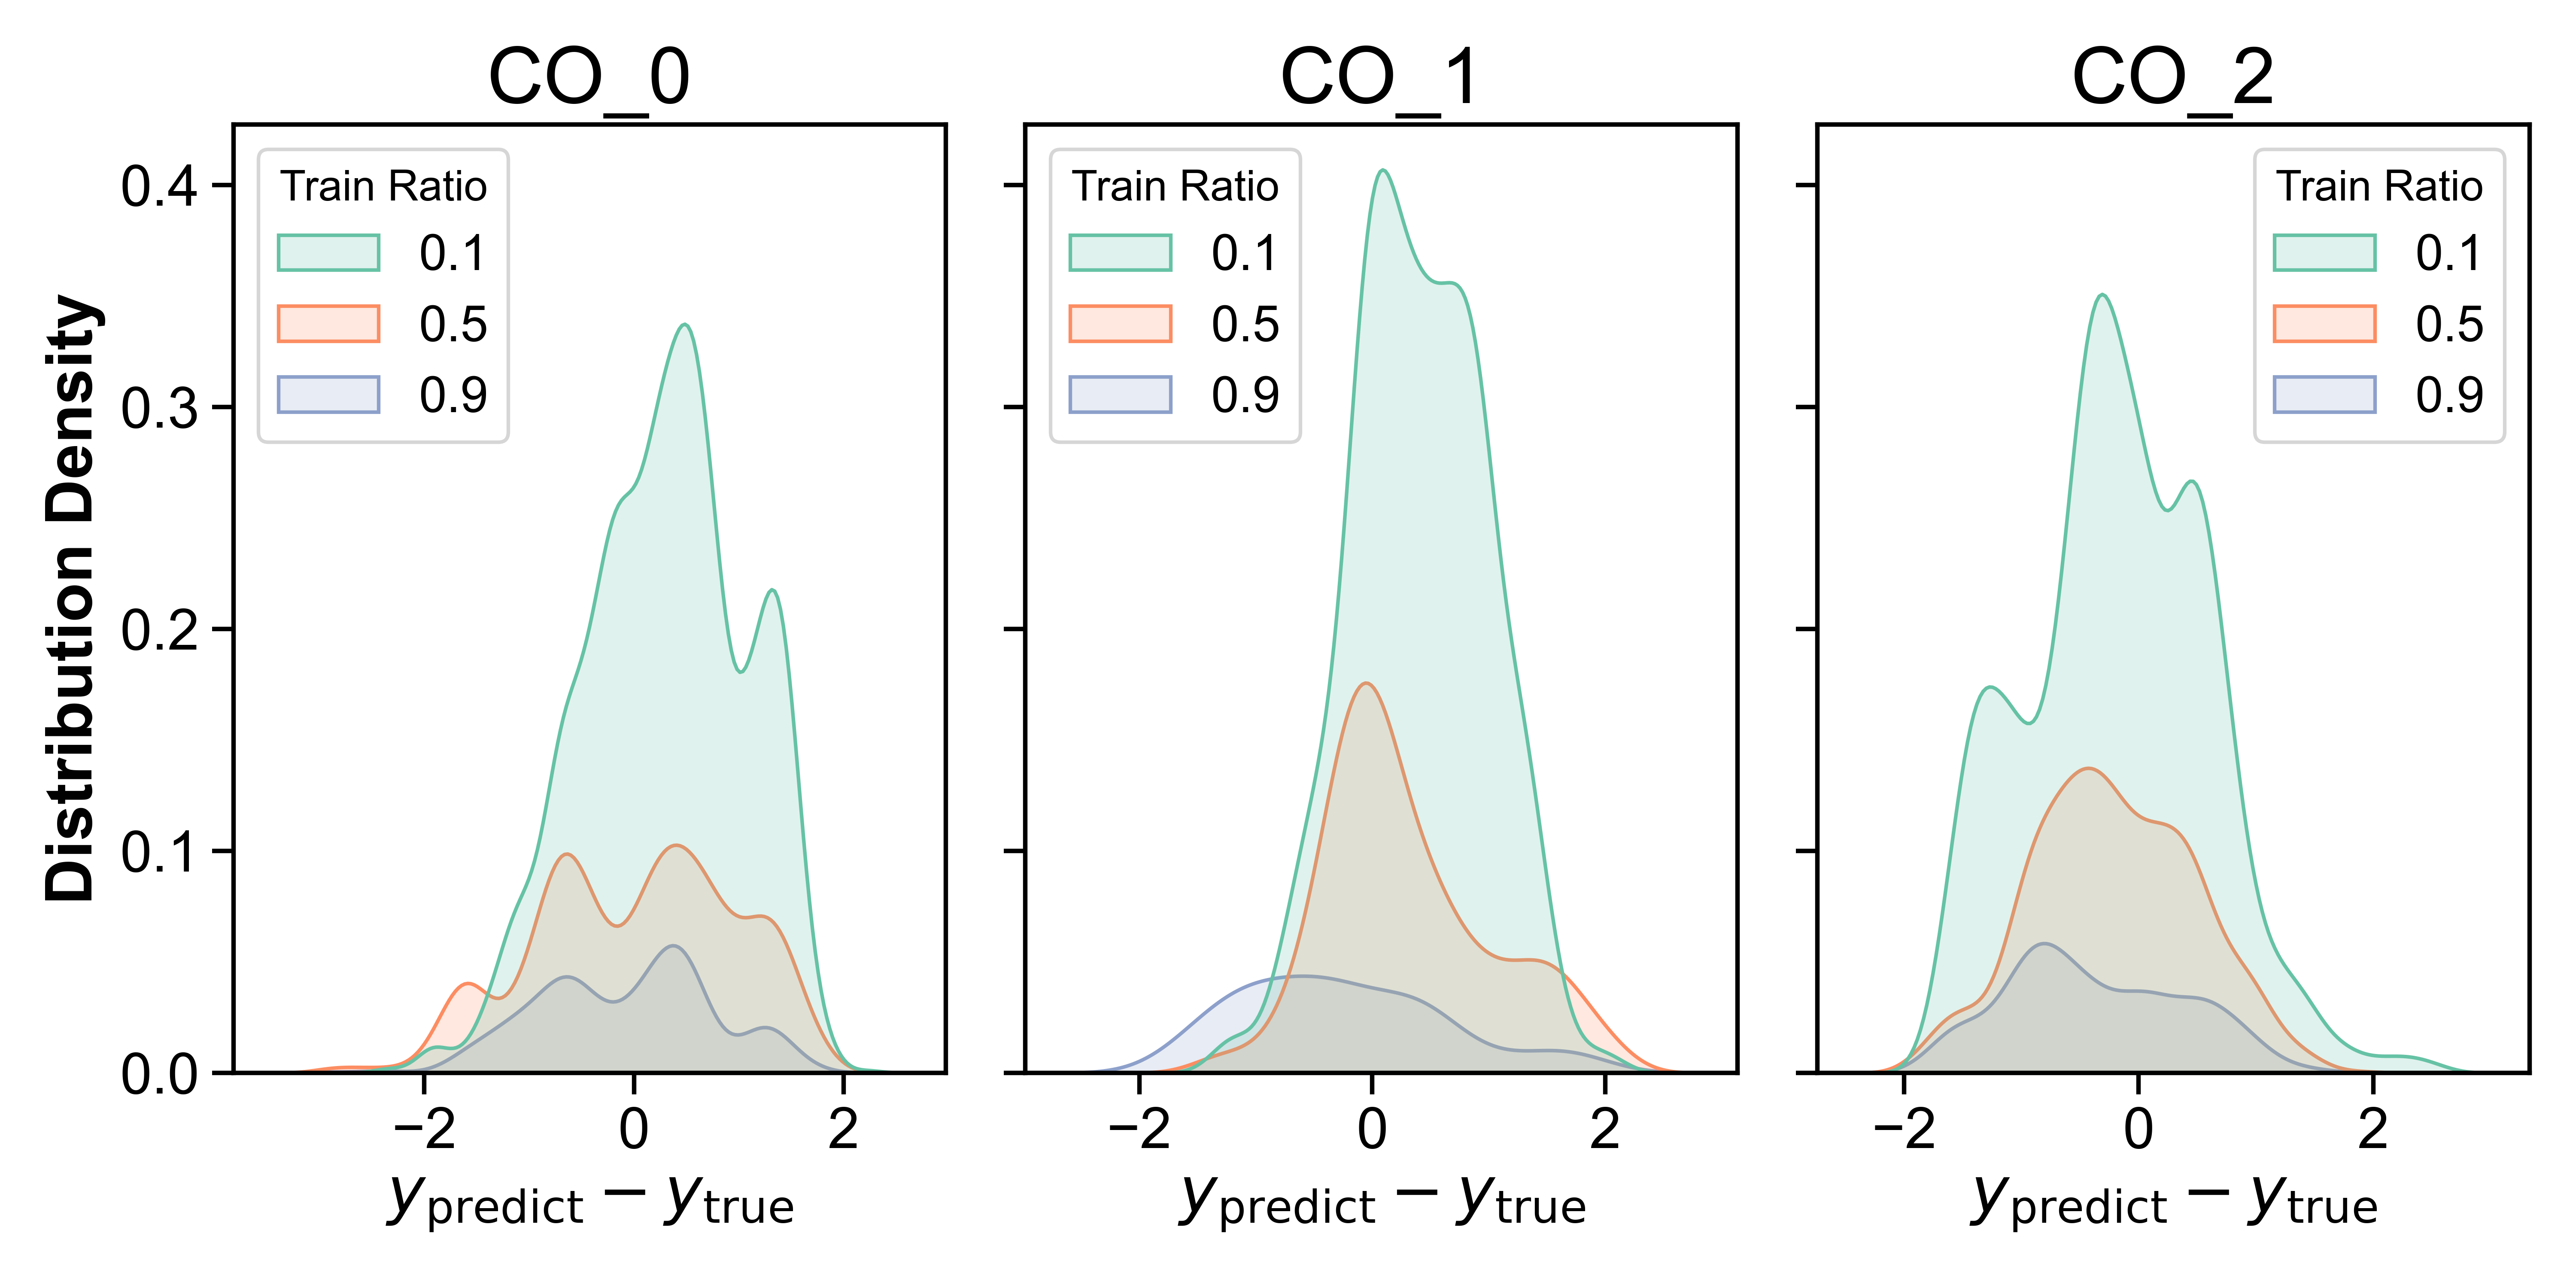 CO_0
CO_1
CO_2
Distribution Density
0.4
0.3
0.2
0.1
0.0
Train Ratio
0.1
0.5
0.9
Train Ratio
0.1
0.5
0.9
Train Ratio
0.1
0.5
0.9
−2 0 2
−2 0 2
−2 0 2
y_predict − y_true
y_predict − y_true
y_predict − y_true